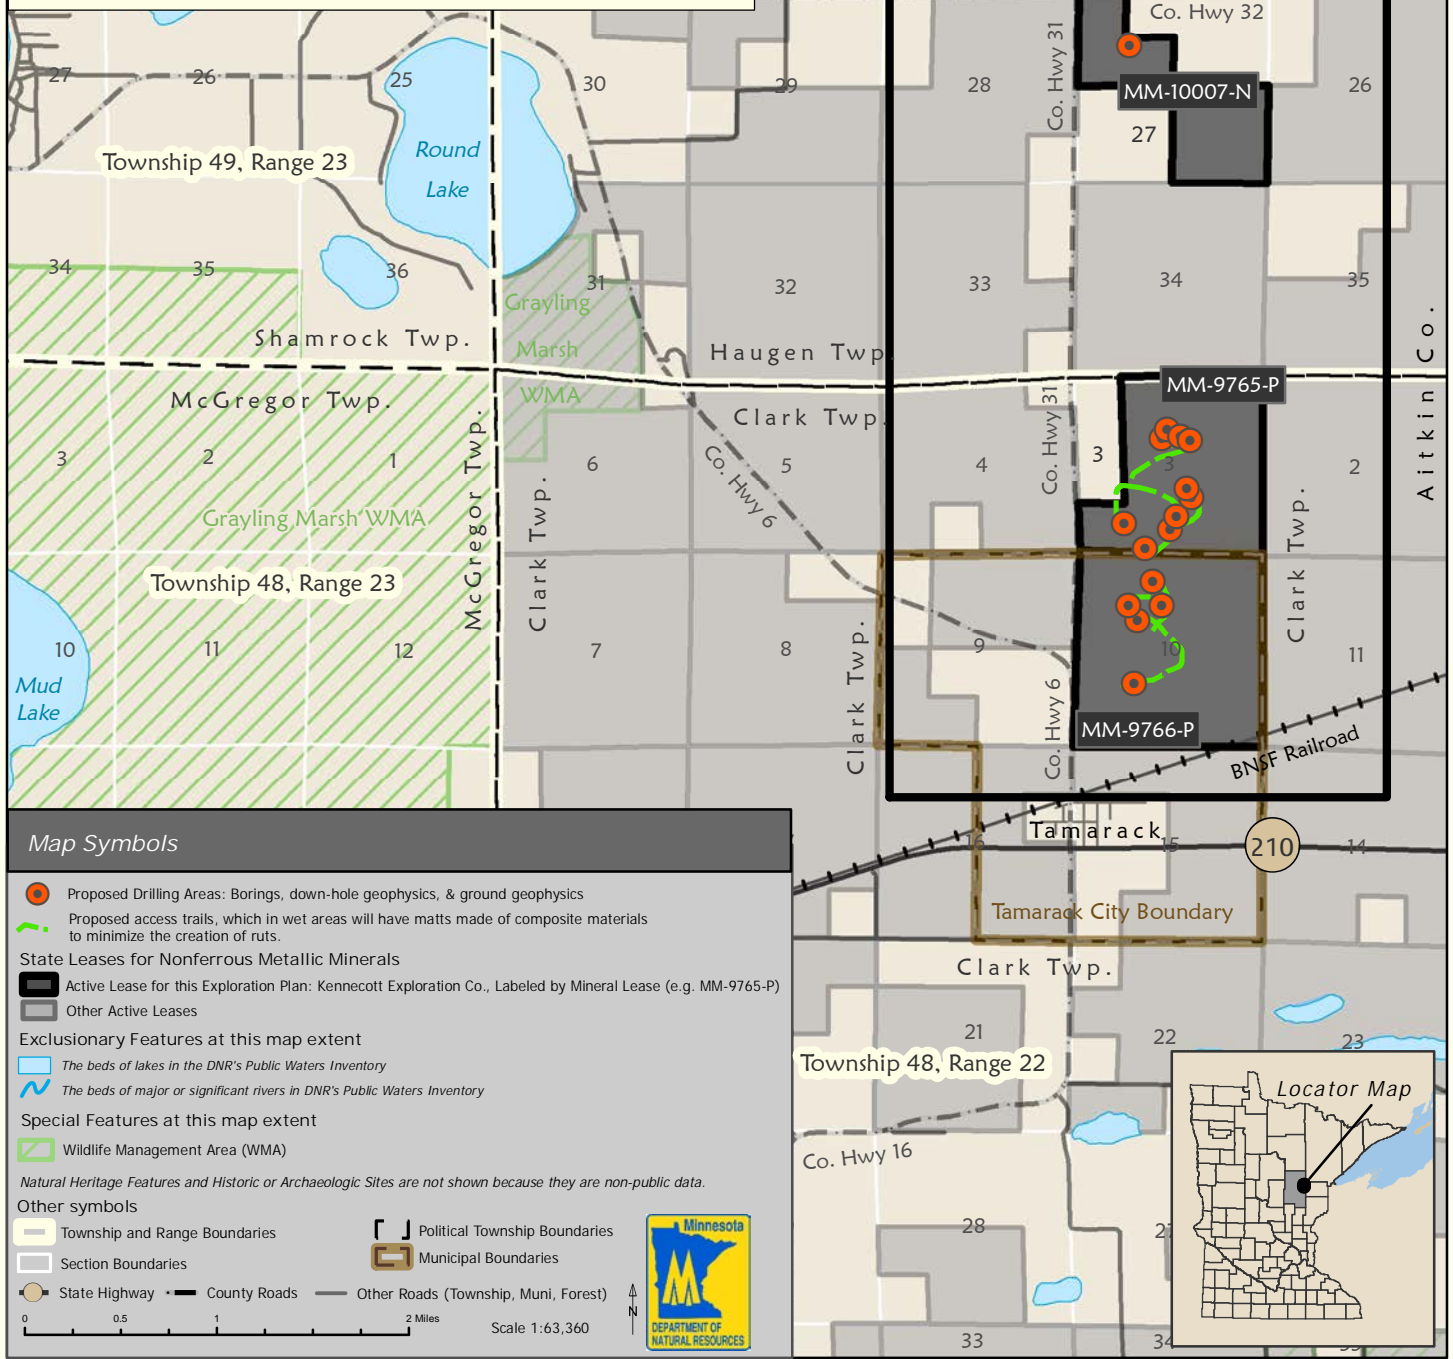 Co. Hwy 32
Co. Hwy 31
27
26
25
30
29
28
26
MM-10007-N
27
Township 49, Range 23
Round
Lake
34
35
36
31
32
33
34
35
Grayling
Marsh
WMA
Shamrock Twp.
Haugen Twp.
McGregor Twp.
Clark Twp.
MM-9765-P
Aitkin Co.
Co. Hwy 31
3
2
1
6
5
4
3
3
2
McGregor Twp.
Clark Twp.
Co. Hwy 6
Clark Twp.
Grayling Marsh WMA
Township 48, Range 23
10
11
12
7
8
9
10
11
Mud
Lake
Clark Twp.
Co. Hwy 6
MM-9766-P
BNSF Railroad
Tamarack
16
15
210
14
Tamarack City Boundary
Clark Twp.
21
22
23
Township 48, Range 22
Co. Hwy 16
28
33
34
Locator Map
Map Symbols
Proposed Drilling Areas: Borings, down-hole geophysics, & ground geophysics
Proposed access trails, which in wet areas will have matts made of composite materials
to minimize the creation of ruts.
State Leases for Nonferrous Metallic Minerals
Active Lease for this Exploration Plan: Kennecott Exploration Co., Labeled by Mineral Lease (e.g. MM-9765-P)
Other Active Leases
Exclusionary Features at this map extent
The beds of lakes in the DNR's Public Waters Inventory
The beds of major or significant rivers in DNR's Public Waters Inventory
Special Features at this map extent
Wildlife Management Area (WMA)
Natural Heritage Features and Historic or Archaeologic Sites are not shown because they are non-public data.
Other symbols
Township and Range Boundaries
Political Township Boundaries
Section Boundaries
Municipal Boundaries
State Highway
County Roads
Other Roads (Township, Muni, Forest)
0 0.5 1 2 Miles
Scale 1:63,360
N
Minnesota
DEPARTMENT OF
NATURAL RESOURCES